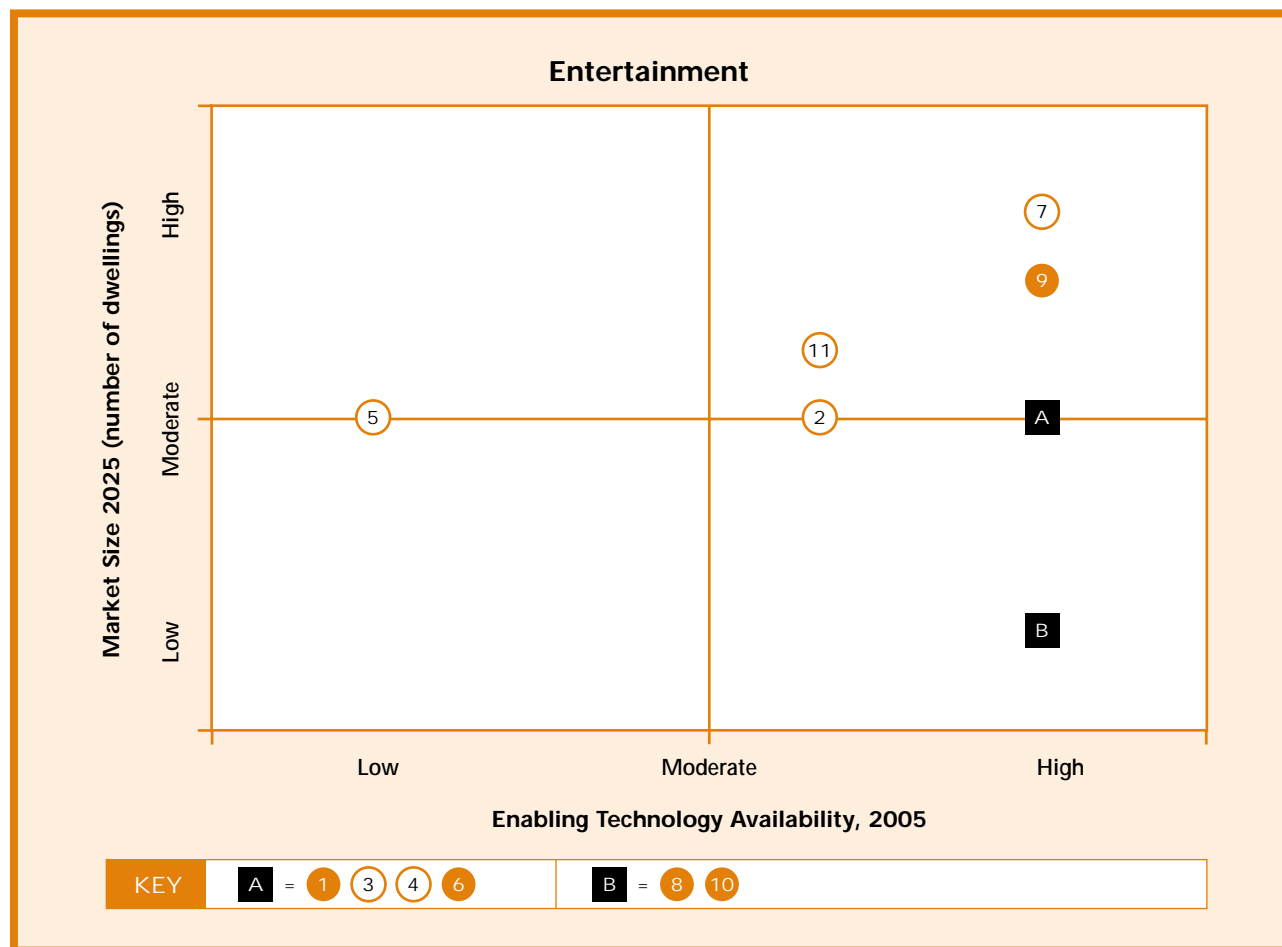 Entertainment
Market Size 2025 (number of dwellings)
High
Moderate
Low
7
9
11
5
2
A
B
Low Moderate High
Enabling Technology Availability, 2005
KEY A = 1 3 4 6 B = 8 10